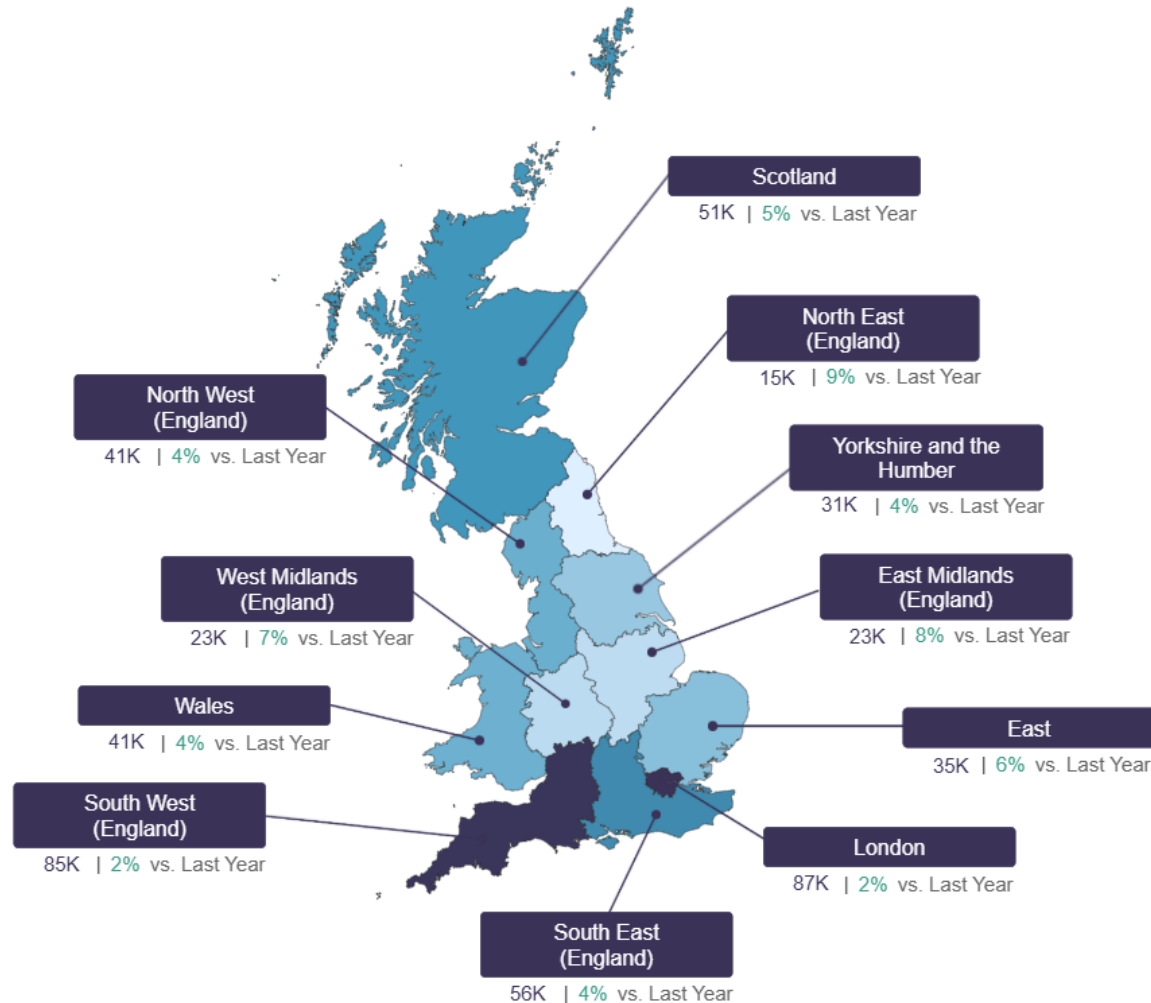 Scotland
51K | 5% vs. Last Year
North East
(England)
15K | 9% vs. Last Year
North West
(England)
41K | 4% vs. Last Year
Yorkshire and the
Humber
31K | 4% vs. Last Year
West Midlands
(England)
23K | 7% vs. Last Year
East Midlands
(England)
23K | 8% vs. Last Year
Wales
41K | 4% vs. Last Year
East
35K | 6% vs. Last Year
South West
(England)
85K | 2% vs. Last Year
London
87K | 2% vs. Last Year
South East
(England)
56K | 4% vs. Last Year